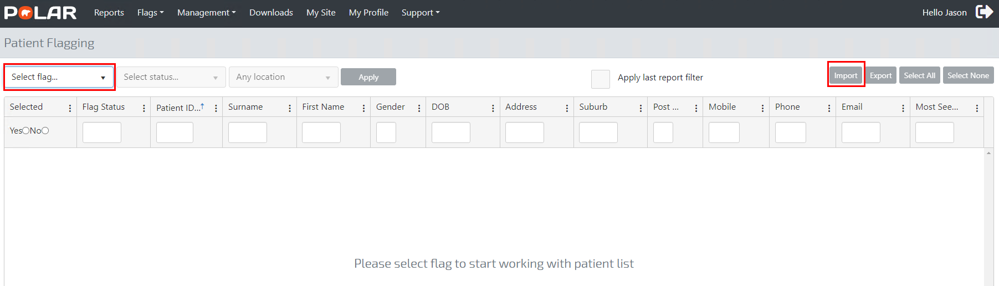 POLAR Reports Flags Management Downloads My Site My Profile Support Hello Jason
Patient Flagging
Select flag... Select status... Any location Apply Apply last report filter Import Export Select All Select None
Selected Flag Status Patient ID... Surname First Name Gender DOB Address Suburb Post ... Mobile Phone Email Most See...
Yes No
Please select flag to start working with patient list